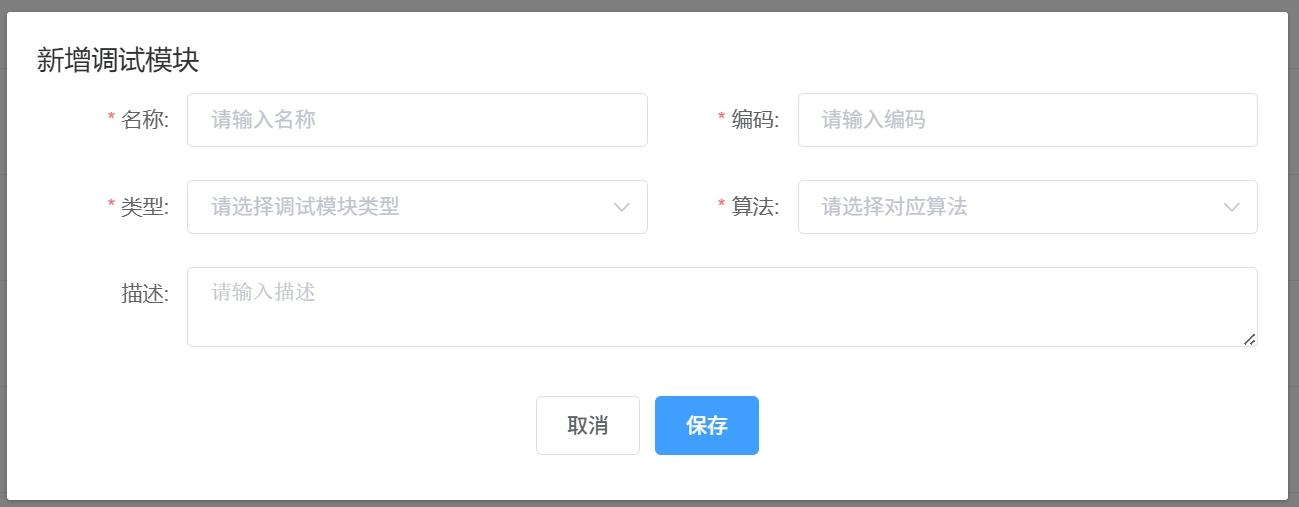 新增调试模块
* 名称: 请输入名称
* 编码: 请输入编码
* 类型: 请选择调试模块类型
* 算法: 请选择对应算法
描述: 请输入描述
取消
保存